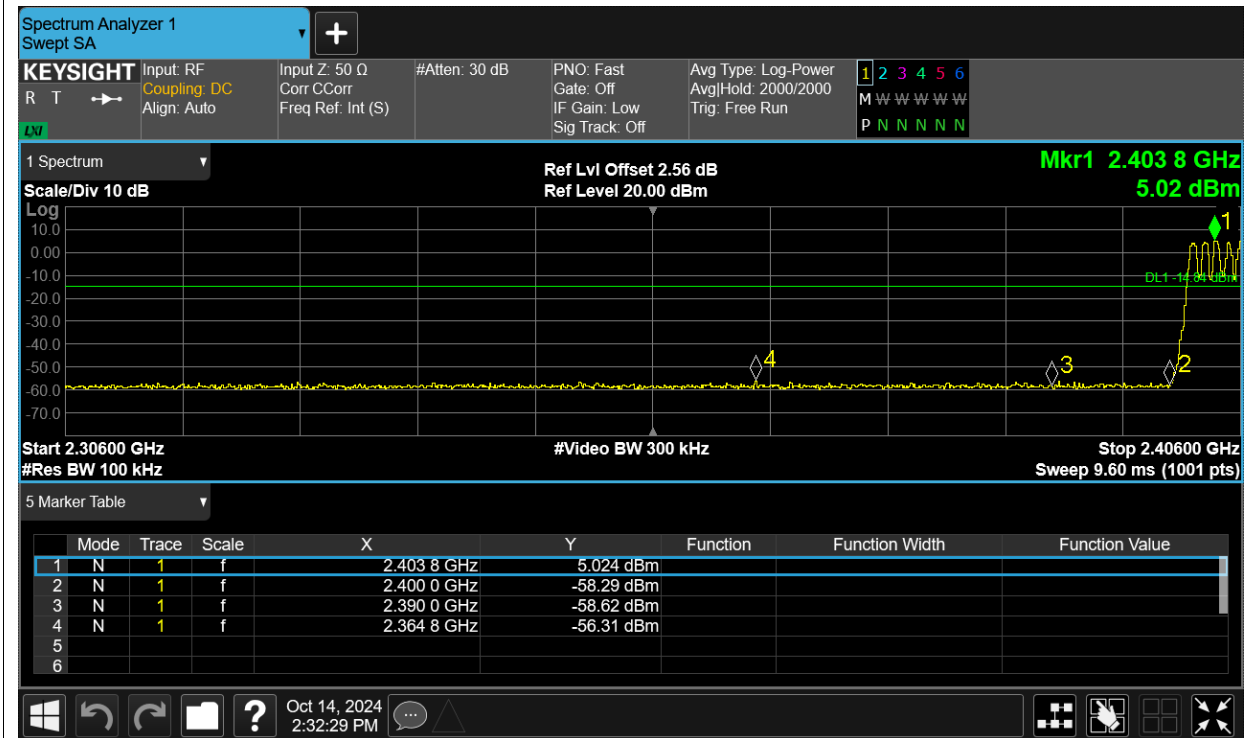 Spectrum Analyzer 1
Swept SA
KEYSIGHT
R T
LXI
Input: RF
Coupling: DC
Align: Auto
Input Z: 50 Ω
Corr CCorr
Freq Ref: Int (S)
#Atten: 30 dB
PNO: Fast
Gate: Off
IF Gain: Low
Sig Track: Off
Avg Type: Log-Power
Avg|Hold: 2000/2000
Trig: Free Run
1 2 3 4 5 6
M W W W W W
P N N N N N
1 Spectrum
Scale/Div 10 dB
Ref Lvl Offset 2.56 dB
Ref Level 20.00 dBm
Mkr1 2.403 8 GHz
5.02 dBm
Log
10.0
0.00
-10.0
-20.0
-30.0
-40.0
-50.0
-60.0
-70.0
1
DL1 -14.84 dBm
4
3
2
Start 2.30600 GHz
#Res BW 100 kHz
#Video BW 300 kHz
Stop 2.40600 GHz
Sweep 9.60 ms (1001 pts)
5 Marker Table
Mode Trace Scale X Y Function Function Width Function Value
1 N 1 f 2.403 8 GHz 5.024 dBm
2 N 1 f 2.400 0 GHz -58.29 dBm
3 N 1 f 2.390 0 GHz -58.62 dBm
4 N 1 f 2.364 8 GHz -56.31 dBm
5
6
?
Oct 14, 2024
2:32:29 PM